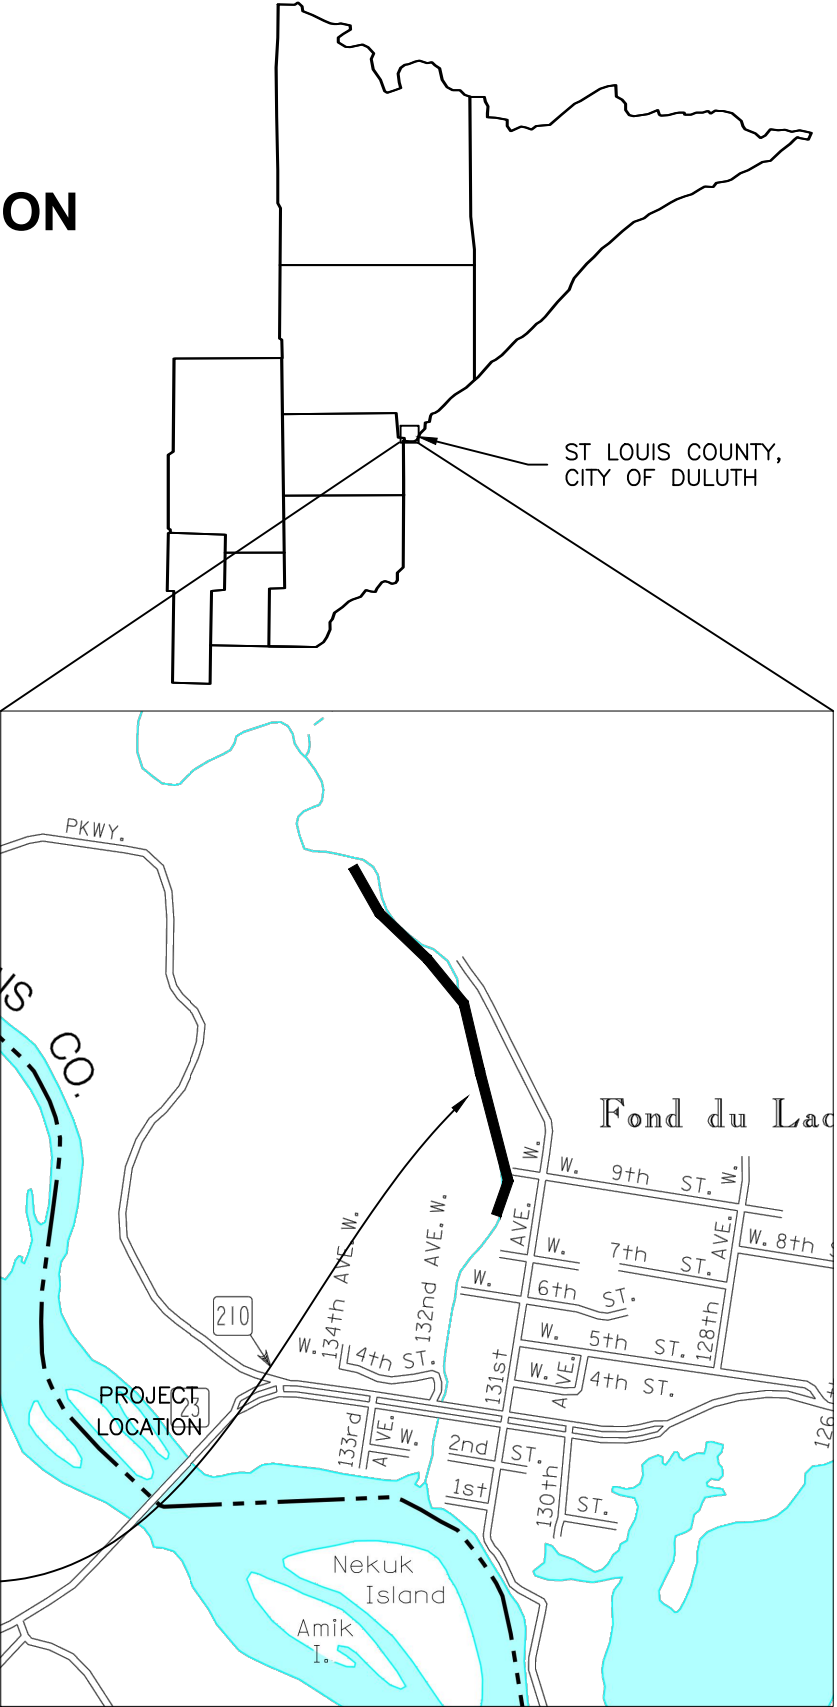 ON
ST LOUIS COUNTY,
CITY OF DULUTH
PKWY.
CO.
Fond du Lac
W.
W. 9th ST. W.
134th AVE. W.
132nd AVE. W.
AVE.
AVE.
W. 7th ST.
W. 8th
W. 6th ST.
210
W. 5th ST.
128th
W. 4th ST.
131st
W. 4th ST.
AVE.
PROJECT
LOCATION
23
133rd
AVE.
W.
2nd ST.
126
1st
130th
ST.
Nekuk
Island
Amik
I.